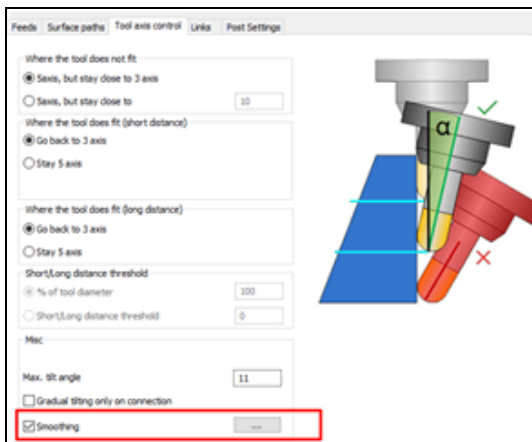 Feeds Surface paths Tool axis control Links Post Settings
Where the tool does not fit
5axis, but stay close to 3 axis
5axis, but stay close to 10
Where the tool does fit (short distance)
Go back to 3 axis
Stay 5 axis
Where the tool does fit (long distance)
Go back to 3 axis
Stay 5 axis
Short/Long distance threshold
% of tool diameter 100
Short/Long distance threshold 0
Misc
Max. tilt angle 11
Gradual tilting only on connection
Smoothing ...
α